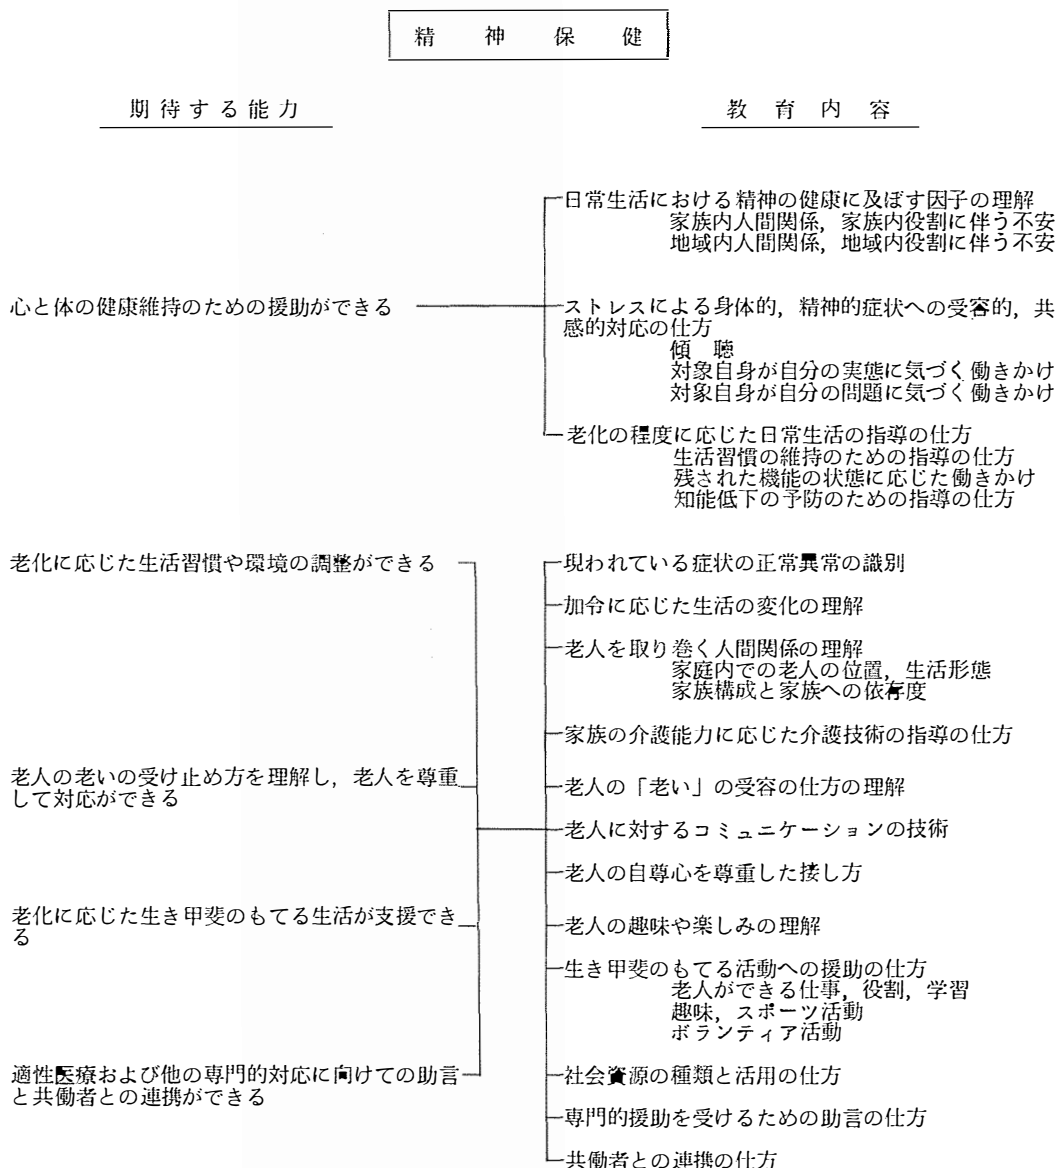 精神保健
期待する能力
教育内容
心と体の健康維持のための援助ができる
日常生活における精神の健康に及ぼす因子の理解
家族内人間関係，家族内役割に伴う不安
地域内人間関係，地域内役割に伴う不安
ストレスによる身体的，精神的症状への受容的，共
感的対応の仕方
傾　聴
対象自身が自分の実態に気づく働きかけ
対象自身が自分の問題に気づく働きかけ
老化の程度に応じた日常生活の指導の仕方
生活習慣の維持のための指導の仕方
残された機能の状態に応じた働きかけ
知能低下の予防のための指導の仕方
老化に応じた生活習慣や環境の調整ができる
老人の老いの受け止め方を理解し，老人を尊重
して対応ができる
老化に応じた生き甲斐のもてる生活が支援でき
る
適性医療および他の専門的対応に向けての助言
と共働者との連携ができる
現われている症状の正常異常の識別
加令に応じた生活の変化の理解
老人を取り巻く人間関係の理解
家庭内での老人の位置，生活形態
家族構成と家族への依存度
家族の介護能力に応じた介護技術の指導の仕方
老人の「老い」の受容の仕方の理解
老人に対するコミュニケーションの技術
老人の自尊心を尊重した接し方
老人の趣味や楽しみの理解
生き甲斐のもてる活動への援助の仕方
老人ができる仕事，役割，学習
趣味，スポーツ活動
ボランティア活動
社会資源の種類と活用の仕方
専門的援助を受けるための助言の仕方
共働者との連携の仕方